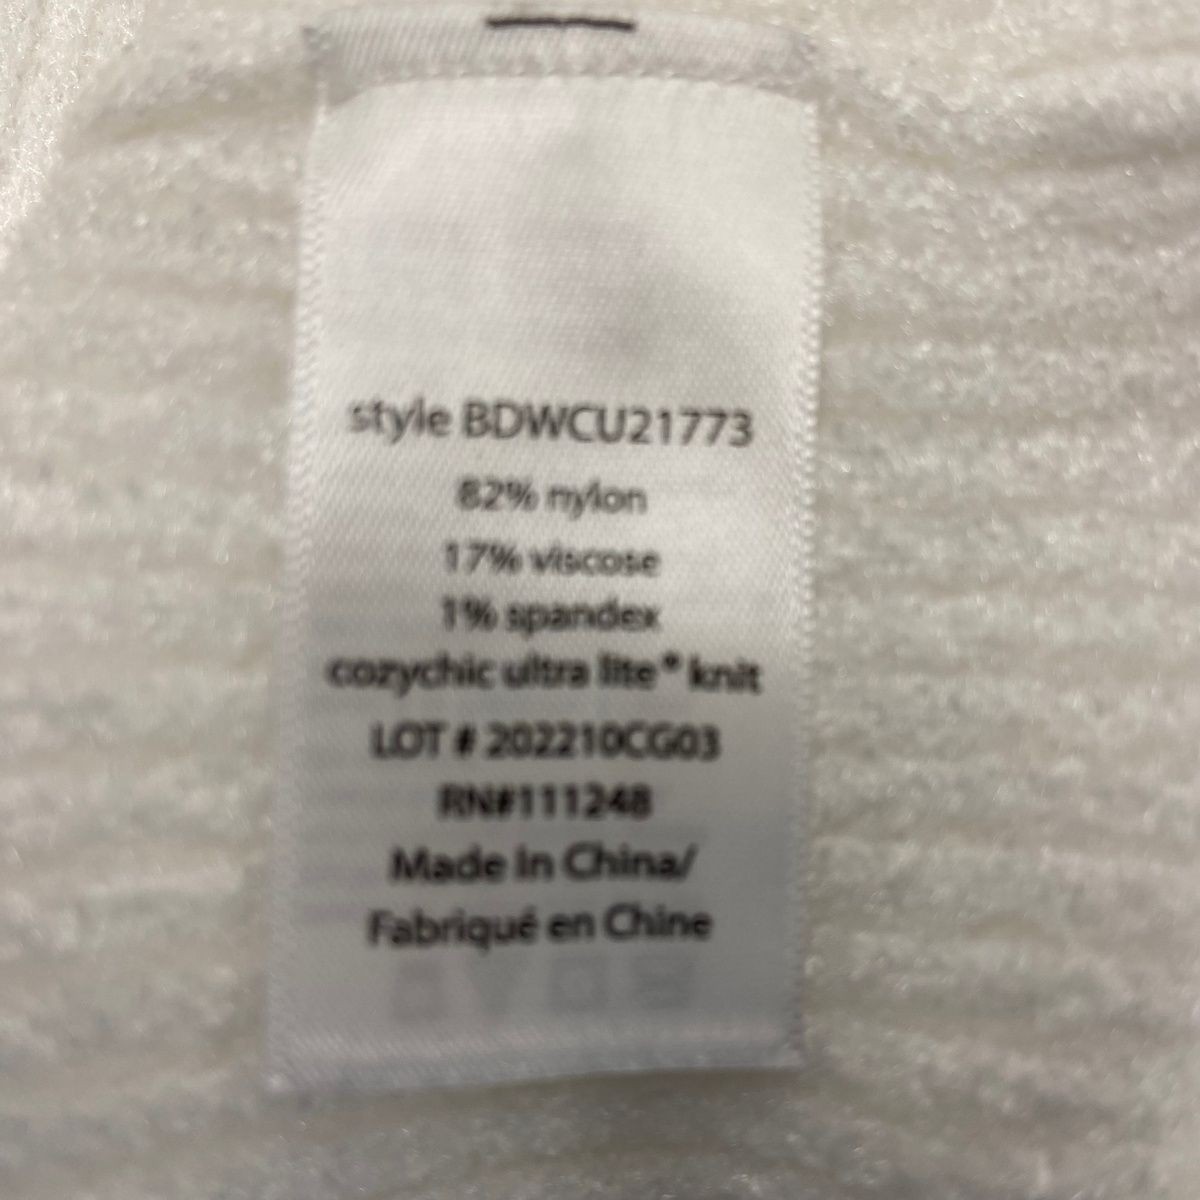 style BDWCU21773
82% nylon
17% viscose
1% spandex
cozychic ultra lite® knit
LOT # 202210CG03
RN#111248
Made In China/
Fabriqué en Chine